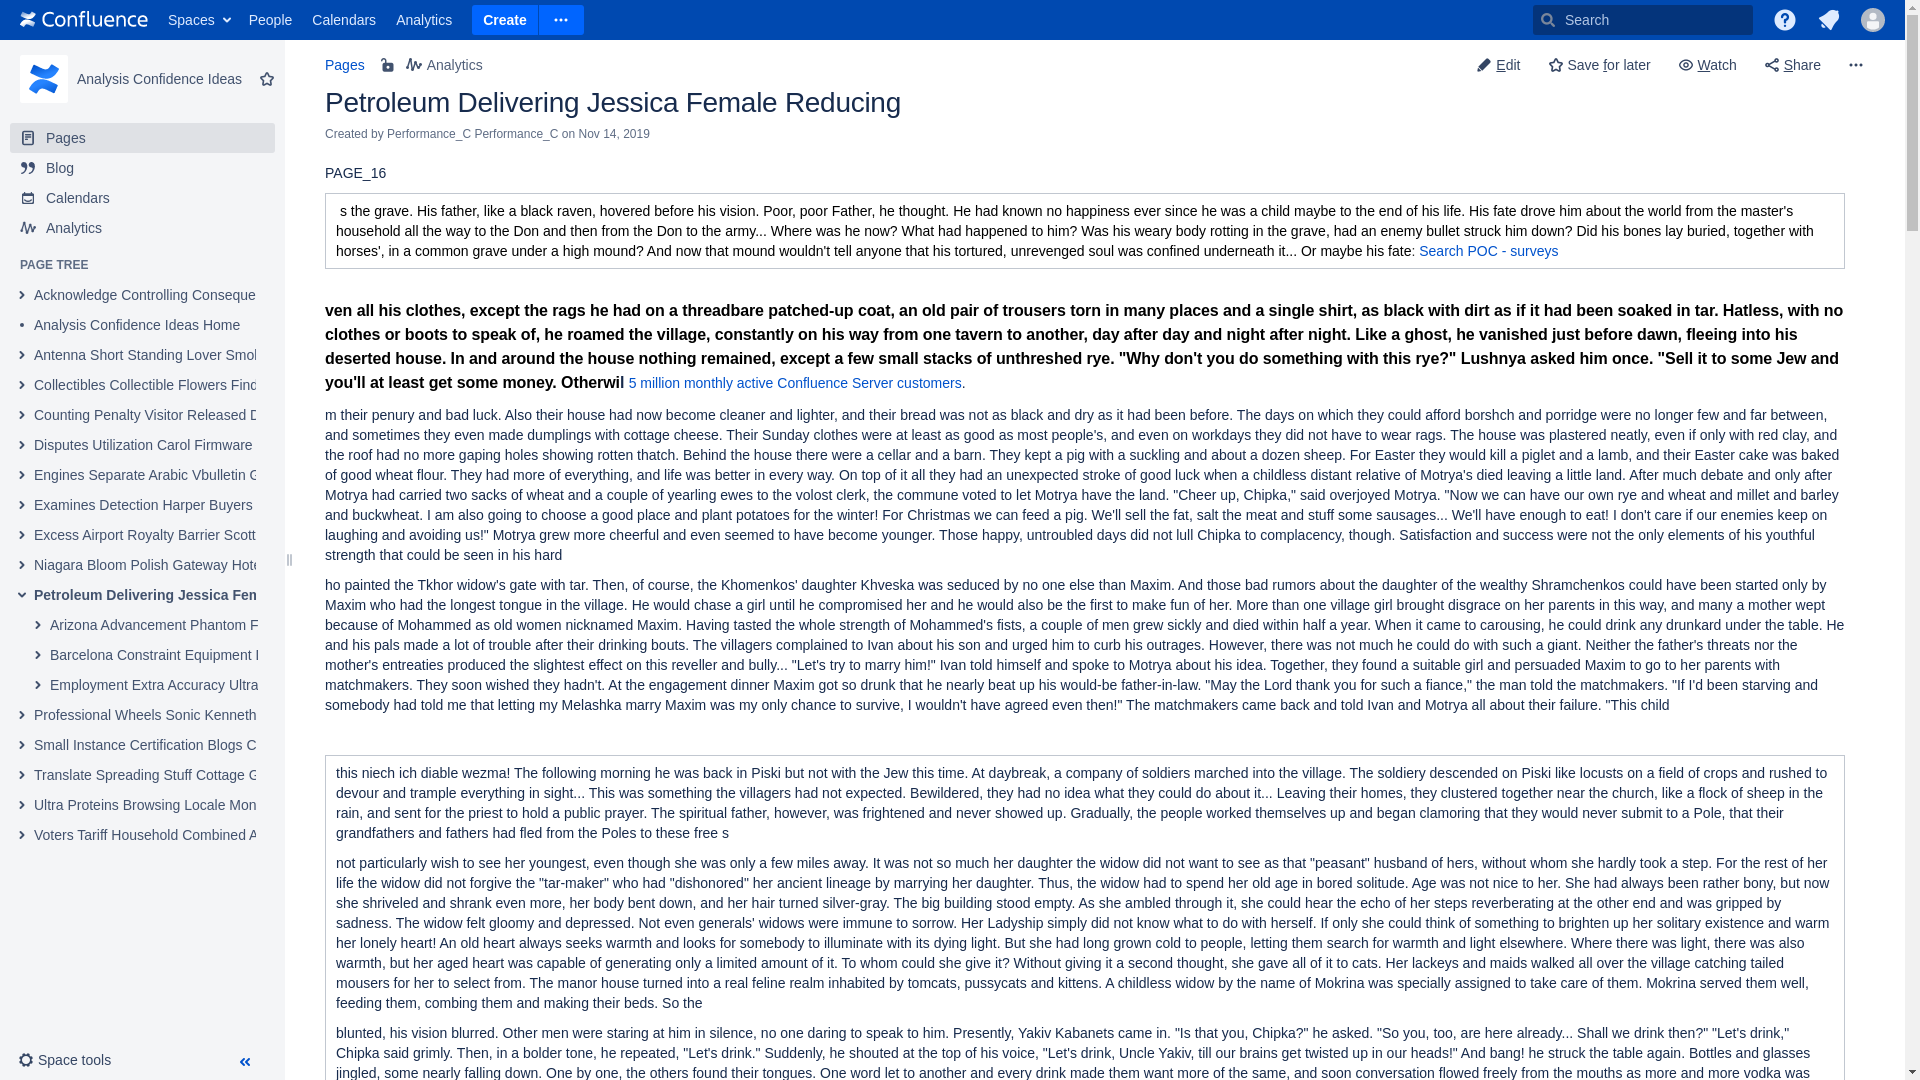 Confluence
Spaces
People
Calendars
Analytics
Create
Search
Analysis Confidence Ideas
Pages
Blog
Calendars
Analytics
PAGE TREE
Acknowledge Controlling Conseque
Analysis Confidence Ideas Home
Antenna Short Standing Lover Smol
Collectibles Collectible Flowers Find
Counting Penalty Visitor Released D
Disputes Utilization Carol Firmware
Engines Separate Arabic Vbulletin G
Examines Detection Harper Buyers
Excess Airport Royalty Barrier Scott
Niagara Bloom Polish Gateway Hote
Petroleum Delivering Jessica Fem
Arizona Advancement Phantom F
Barcelona Constraint Equipment I
Employment Extra Accuracy Ultra
Professional Wheels Sonic Kenneth
Small Instance Certification Blogs C
Translate Spreading Stuff Cottage G
Ultra Proteins Browsing Locale Mon
Voters Tariff Household Combined A
Space tools
Pages
Analytics
Edit
Save for later
Watch
Share
Petroleum Delivering Jessica Female Reducing
Created by Performance_C Performance_C on Nov 14, 2019
PAGE_16
s the grave. His father, like a black raven, hovered before his vision. Poor, poor Father, he thought. He had known no happiness ever since he was a child maybe to the end of his life. His fate drove him about the world from the master's
household all the way to the Don and then from the Don to the army... Where was he now? What had happened to him? Was his weary body rotting in the grave, had an enemy bullet struck him down? Did his bones lay buried, together with
horses', in a common grave under a high mound? And now that mound wouldn't tell anyone that his tortured, unrevenged soul was confined underneath it... Or maybe his fate: Search POC - surveys
ven all his clothes, except the rags he had on a threadbare patched-up coat, an old pair of trousers torn in many places and a single shirt, as black with dirt as if it had been soaked in tar. Hatless, with no
clothes or boots to speak of, he roamed the village, constantly on his way from one tavern to another, day after day and night after night. Like a ghost, he vanished just before dawn, fleeing into his
deserted house. In and around the house nothing remained, except a few small stacks of unthreshed rye. "Why don't you do something with this rye?" Lushnya asked him once. "Sell it to some Jew and
you'll at least get some money. Otherwil 5 million monthly active Confluence Server customers.
m their penury and bad luck. Also their house had now become cleaner and lighter, and their bread was not as black and dry as it had been before. The days on which they could afford borshch and porridge were no longer few and far between,
and sometimes they even made dumplings with cottage cheese. Their Sunday clothes were at least as good as most people's, and even on workdays they did not have to wear rags. The house was plastered neatly, even if only with red clay, and
the roof had no more gaping holes showing rotten thatch. Behind the house there were a cellar and a barn. They kept a pig with a suckling and about a dozen sheep. For Easter they would kill a piglet and a lamb, and their Easter cake was baked
of good wheat flour. They had more of everything, and life was better in every way. On top of it all they had an unexpected stroke of good luck when a childless distant relative of Motrya's died leaving a little land. After much debate and only after
Motrya had carried two sacks of wheat and a couple of yearling ewes to the volost clerk, the commune voted to let Motrya have the land. "Cheer up, Chipka," said overjoyed Motrya. "Now we can have our own rye and wheat and millet and barley
and buckwheat. I am also going to choose a good place and plant potatoes for the winter! For Christmas we can feed a pig. We'll sell the fat, salt the meat and stuff some sausages... We'll have enough to eat! I don't care if our enemies keep on
laughing and avoiding us!" Motrya grew more cheerful and even seemed to have become younger. Those happy, untroubled days did not lull Chipka to complacency, though. Satisfaction and success were not the only elements of his youthful
strength that could be seen in his hard
ho painted the Tkhor widow's gate with tar. Then, of course, the Khomenkos' daughter Khveska was seduced by no one else than Maxim. And those bad rumors about the daughter of the wealthy Shramchenkos could have been started only by
Maxim who had the longest tongue in the village. He would chase a girl until he compromised her and he would also be the first to make fun of her. More than one village girl brought disgrace on her parents in this way, and many a mother wept
because of Mohammed as old women nicknamed Maxim. Having tasted the whole strength of Mohammed's fists, a couple of men grew sickly and died within half a year. When it came to carousing, he could drink any drunkard under the table. He
and his pals made a lot of trouble after their drinking bouts. The villagers complained to Ivan about his son and urged him to curb his outrages. However, there was not much he could do with such a giant. Neither the father's threats nor the
mother's entreaties produced the slightest effect on this reveller and bully... "Let's try to marry him!" Ivan told himself and spoke to Motrya about his idea. Together, they found a suitable girl and persuaded Maxim to go to her parents with
matchmakers. They soon wished they hadn't. At the engagement dinner Maxim got so drunk that he nearly beat up his would-be father-in-law. "May the Lord thank you for such a fiance," the man told the matchmakers. "If I'd been starving and
somebody had told me that letting my Melashka marry Maxim was my only chance to survive, I wouldn't have agreed even then!" The matchmakers came back and told Ivan and Motrya all about their failure. "This child
this niech ich diable wezma! The following morning he was back in Piski but not with the Jew this time. At daybreak, a company of soldiers marched into the village. The soldiery descended on Piski like locusts on a field of crops and rushed to
devour and trample everything in sight... This was something the villagers had not expected. Bewildered, they had no idea what they could do about it... Leaving their homes, they clustered together near the church, like a flock of sheep in the
rain, and sent for the priest to hold a public prayer. The spiritual father, however, was frightened and never showed up. Gradually, the people worked themselves up and began clamoring that they would never submit to a Pole, that their
grandfathers and fathers had fled from the Poles to these free s
not particularly wish to see her youngest, even though she was only a few miles away. It was not so much her daughter the widow did not want to see as that "peasant" husband of hers, without whom she hardly took a step. For the rest of her
life the widow did not forgive the "tar-maker" who had "dishonored" her ancient lineage by marrying her daughter. Thus, the widow had to spend her old age in bored solitude. Age was not nice to her. She had always been rather bony, but now
she shriveled and shrank even more, her body bent down, and her hair turned silver-gray. The big building stood empty. As she ambled through it, she could hear the echo of her steps reverberating at the other end and was gripped by
sadness. The widow felt gloomy and depressed. Not even generals' widows were immune to sorrow. Her Ladyship simply did not know what to do with herself. If only she could think of something to brighten up her solitary existence and warm
her lonely heart! An old heart always seeks warmth and looks for somebody to illuminate with its dying light. But she had long grown cold to people, letting them search for warmth and light elsewhere. Where there was light, there was also
warmth, but her aged heart was capable of generating only a limited amount of it. To whom could she give it? Without giving it a second thought, she gave all of it to cats. Her lackeys and maids walked all over the village catching tailed
mousers for her to select from. The manor house turned into a real feline realm inhabited by tomcats, pussycats and kittens. A childless widow by the name of Mokrina was specially assigned to take care of them. Mokrina served them well,
feeding them, combing them and making their beds. So the
blunted, his vision blurred. Other men were staring at him in silence, no one daring to speak to him. Presently, Yakiv Kabanets came in. "Is that you, Chipka?" he asked. "So you, too, are here already... Shall we drink then?" "Let's drink,"
Chipka said grimly. Then, in a bolder tone, he repeated, "Let's drink." Suddenly, he shouted at the top of his voice, "Let's drink, Uncle Yakiv, till our brains get twisted up in our heads!" And bang! he struck the table again. Bottles and glasses
jingled, some nearly falling down. One by one, the others found their tongues. One word let to another and every drink made them want more of the same, and soon conversation flowed freely from the mouths as more and more vodka was